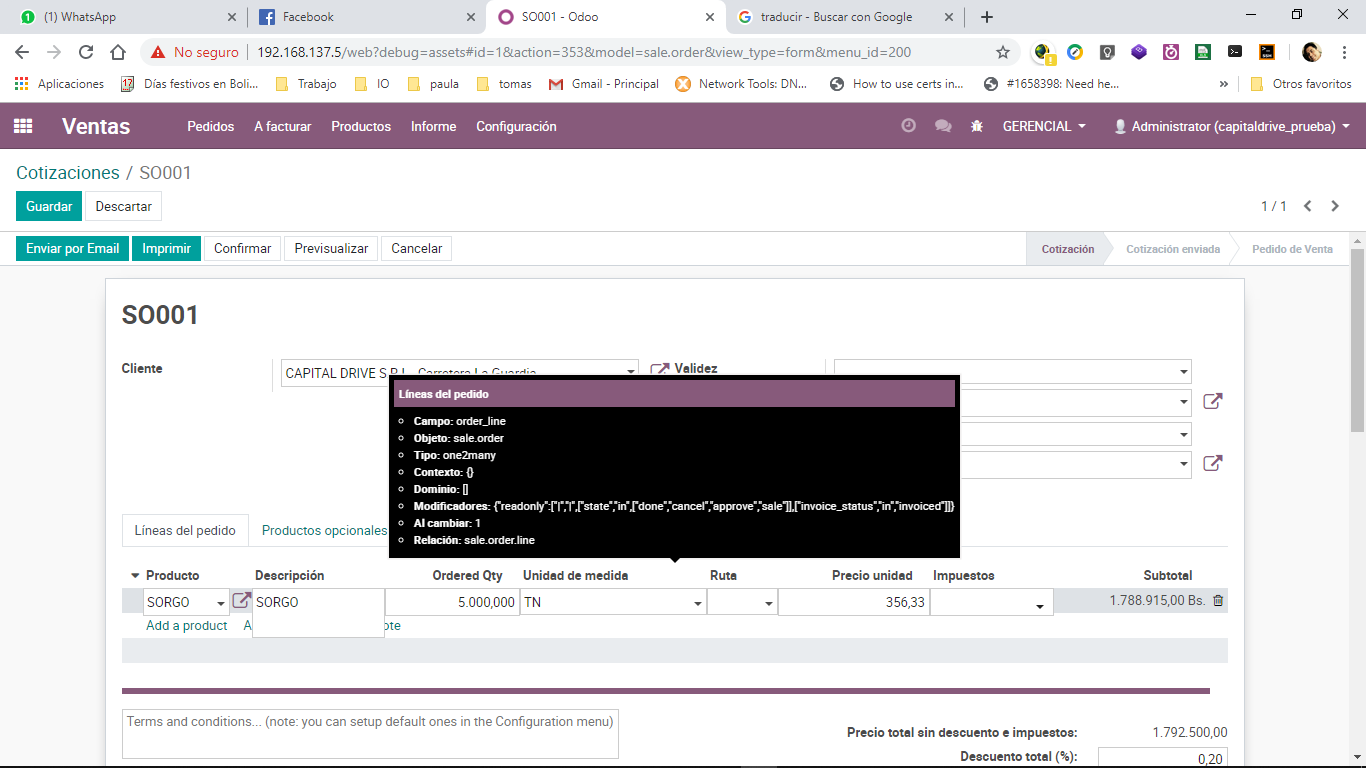 (1) WhatsApp
Facebook
SO001 - Odoo
traducir - Buscar con Google
No seguro
192.168.137.5/web?debug=assets#id=1&action=353&model=sale.order&view_type=form&menu_id=200
Aplicaciones
17
Días festivos en Boli...
Trabajo
IO
paula
tomas
Gmail - Principal
Network Tools: DN...
How to use certs in...
#1658398: Need he...
»
Otros favoritos
Ventas
Pedidos
A facturar
Productos
Informe
Configuración
GERENCIAL
Administrator (capitaldrive_prueba)
Cotizaciones / SO001
Guardar
Descartar
1 / 1
Enviar por Email
Imprimir
Confirmar
Previsualizar
Cancelar
Cotización
Cotización enviada
Pedido de Venta
SO001
Cliente
CAPITAL DRIVE S.R.L., Carretera La Guardia
Validez
Líneas del pedido
Campo: order_line
Objeto: sale.order
Tipo: one2many
Contexto: {}
Dominio: []
Modificadores: {"readonly":["|","|",["state","in",["done","cancel","approve","sale"]],["invoice_status","in","invoiced"]]}
Al cambiar: 1
Relación: sale.order.line
Líneas del pedido
Productos opcionales
Producto
Descripción
Ordered Qty
Unidad de medida
Ruta
Precio unidad
Impuestos
Subtotal
SORGO
SORGO
5.000,000
TN
356,33
1.788.915,00 Bs.
Add a product
A
ote
Terms and conditions... (note: you can setup default ones in the Configuration menu)
Precio total sin descuento e impuestos:
1.792.500,00
Descuento total (%):
0,20